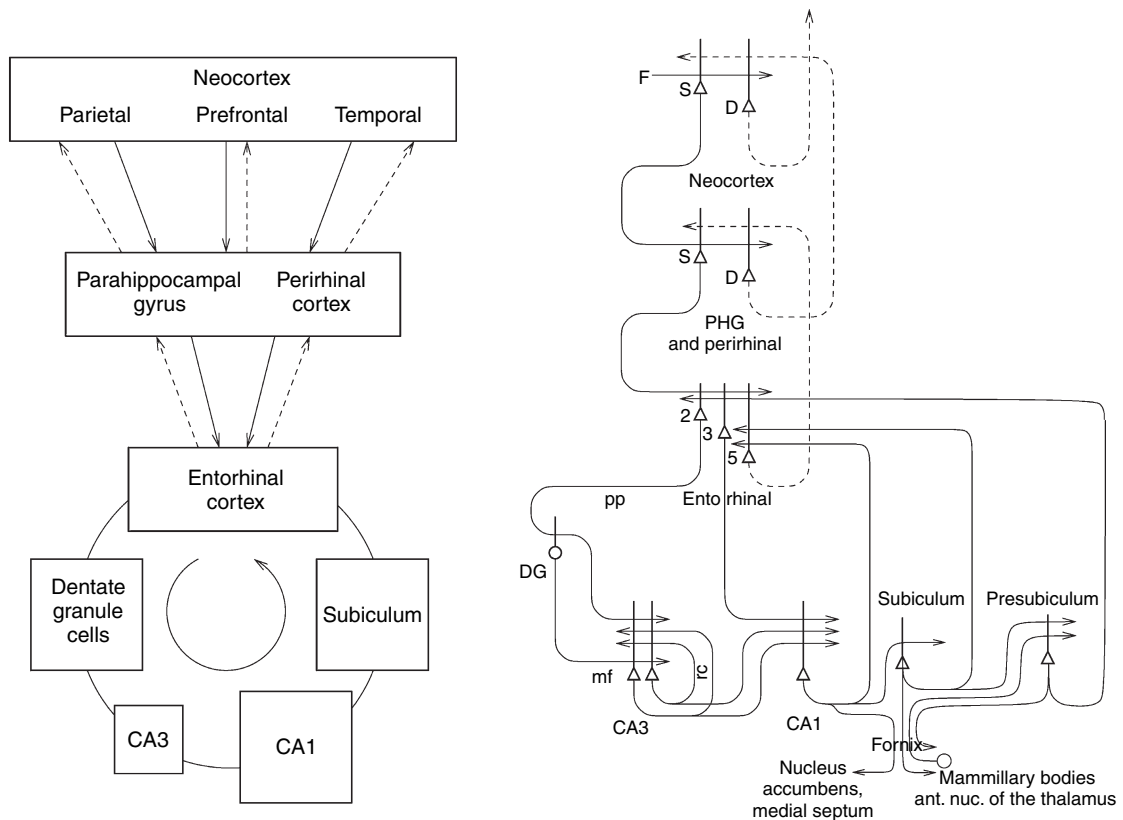 Neocortex
Parietal Prefrontal Temporal
Parahippocampal
gyrus
Perirhinal
cortex
Entorhinal
cortex
Dentate
granule
cells
Subiculum
CA3
CA1
F
S
D
Neocortex
S
D
PHG
and perirhinal
2
3
5
pp
Entorhinal
DG
Subiculum
Presubiculum
mf
rc
CA3
CA1
Fornix
Nucleus
accumbens,
medial septum
Mammillary bodies
ant. nuc. of the thalamus